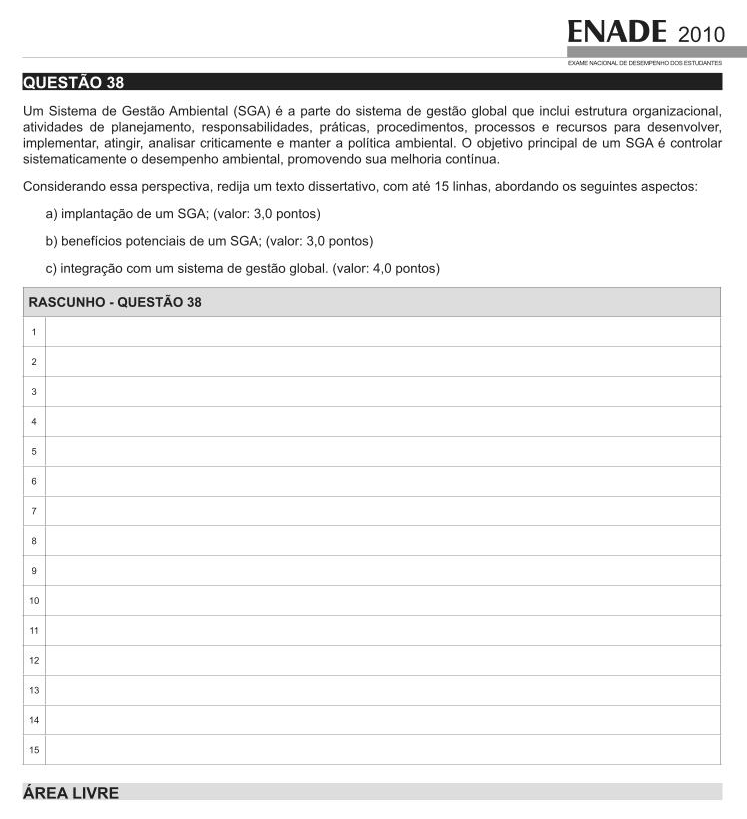 ENADE 2010
EXAME NACIONAL DE DESEMPENHO DOS ESTUDANTES
QUESTÃO 38
Um Sistema de Gestão Ambiental (SGA) é a parte do sistema de gestão global que inclui estrutura organizacional,
atividades de planejamento, responsabilidades, práticas, procedimentos, processos e recursos para desenvolver,
implementar, atingir, analisar criticamente e manter a política ambiental. O objetivo principal de um SGA é controlar
sistematicamente o desempenho ambiental, promovendo sua melhoria contínua.
Considerando essa perspectiva, redija um texto dissertativo, com até 15 linhas, abordando os seguintes aspectos:
a) implantação de um SGA; (valor: 3,0 pontos)
b) benefícios potenciais de um SGA; (valor: 3,0 pontos)
c) integração com um sistema de gestão global. (valor: 4,0 pontos)
RASCUNHO - QUESTÃO 38
1
2
3
4
5
6
7
8
9
10
11
12
13
14
15
ÁREA LIVRE